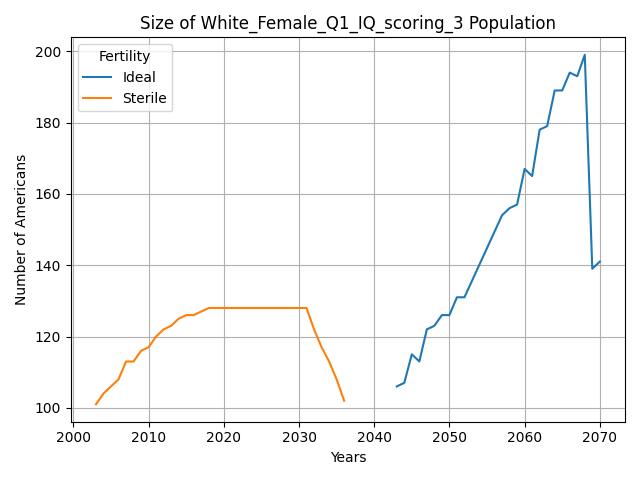 Size of White_Female_Q1_IQ_scoring_3 Population
Fertility
Ideal
Sterile
Number of Americans
200
180
160
140
120
100
2000 2010 2020 2030 2040 2050 2060 2070
Years